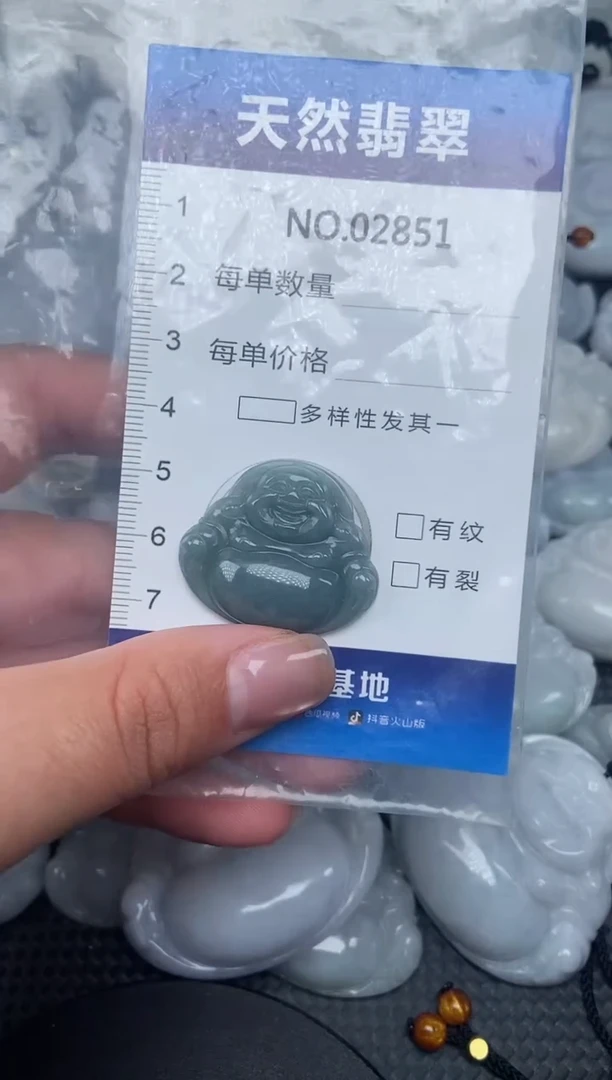 天然翡翠
NO.02851
1
2
3
4
5
6
7
每单数量
每单价格
多样性发其一
有纹
有裂
基地
抖音火山版